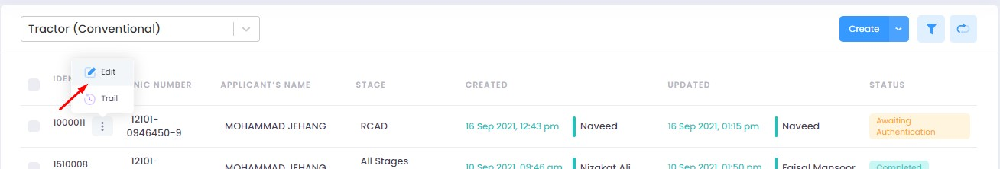 Tractor (Conventional)
Create
Edit
Trail
IDEN
NIC NUMBER
APPLICANT'S NAME
STAGE
CREATED
UPDATED
STATUS
1000011
12101-
0946450-9
MOHAMMAD JEHANG
RCAD
16 Sep 2021, 12:43 pm
Naveed
16 Sep 2021, 01:15 pm
Naveed
Awaiting
Authentication
1510008
12101-
MOHAMMAD JEHANG
All Stages
10 Sep 2021, 09:46 am
Nizakat Ali
10 Sep 2021, 01:50 pm
Faisal Mansoor
Completed